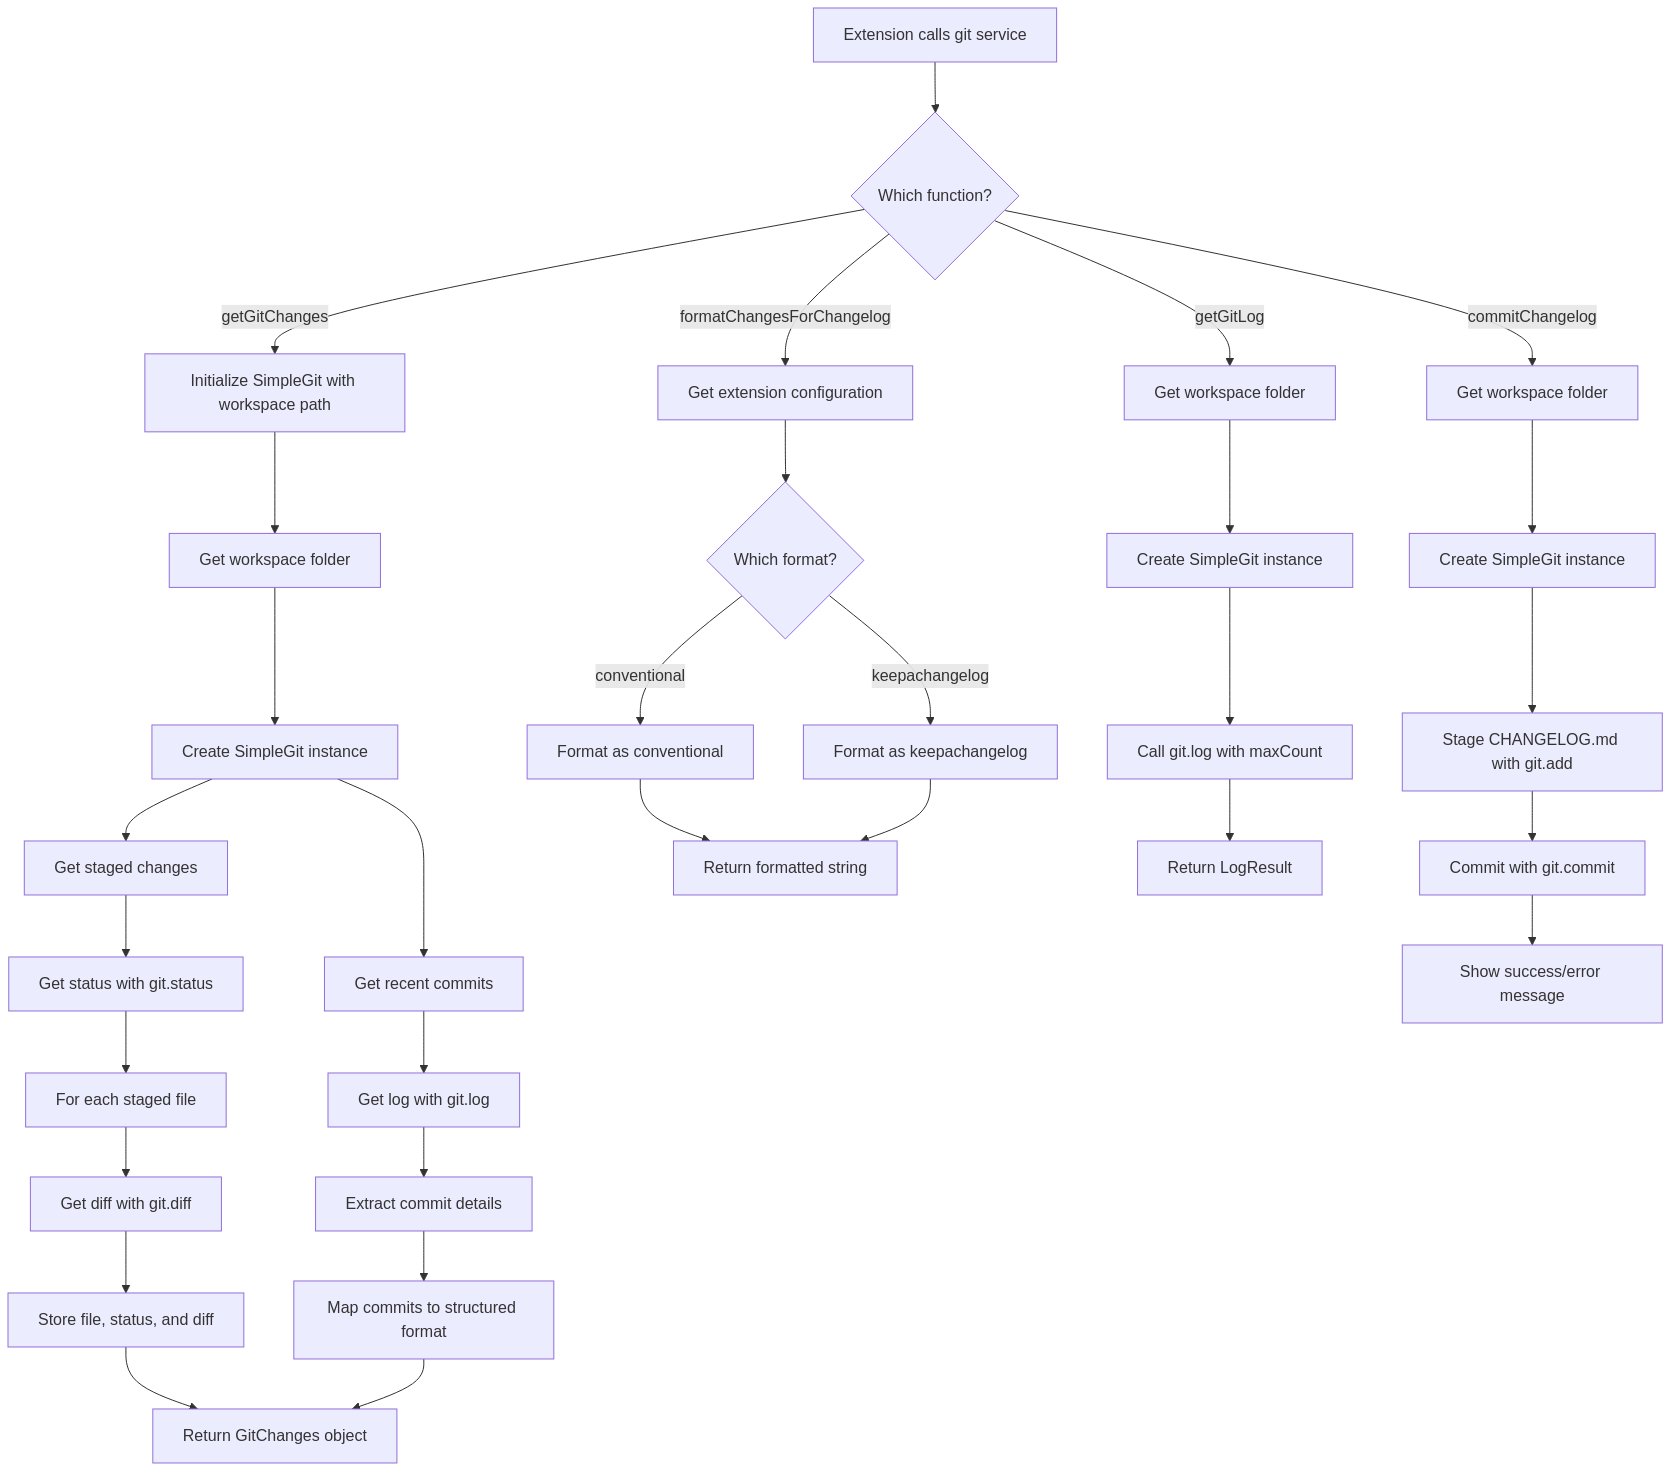 Extension calls git service
Which function?
getGitChanges
formatChangesForChangelog
getGitLog
commitChangelog
Initialize SimpleGit with
workspace path
Get extension configuration
Get workspace folder
Get workspace folder
Get workspace folder
Which format?
Create SimpleGit instance
Create SimpleGit instance
conventional
keepachangelog
Create SimpleGit instance
Format as conventional
Format as keepachangelog
Call git.log with maxCount
Stage CHANGELOG.md
with git.add
Get staged changes
Return formatted string
Return LogResult
Commit with git.commit
Get status with git.status
Get recent commits
Show success/error
message
For each staged file
Get log with git.log
Get diff with git.diff
Extract commit details
Store file, status, and diff
Map commits to structured
format
Return GitChanges object